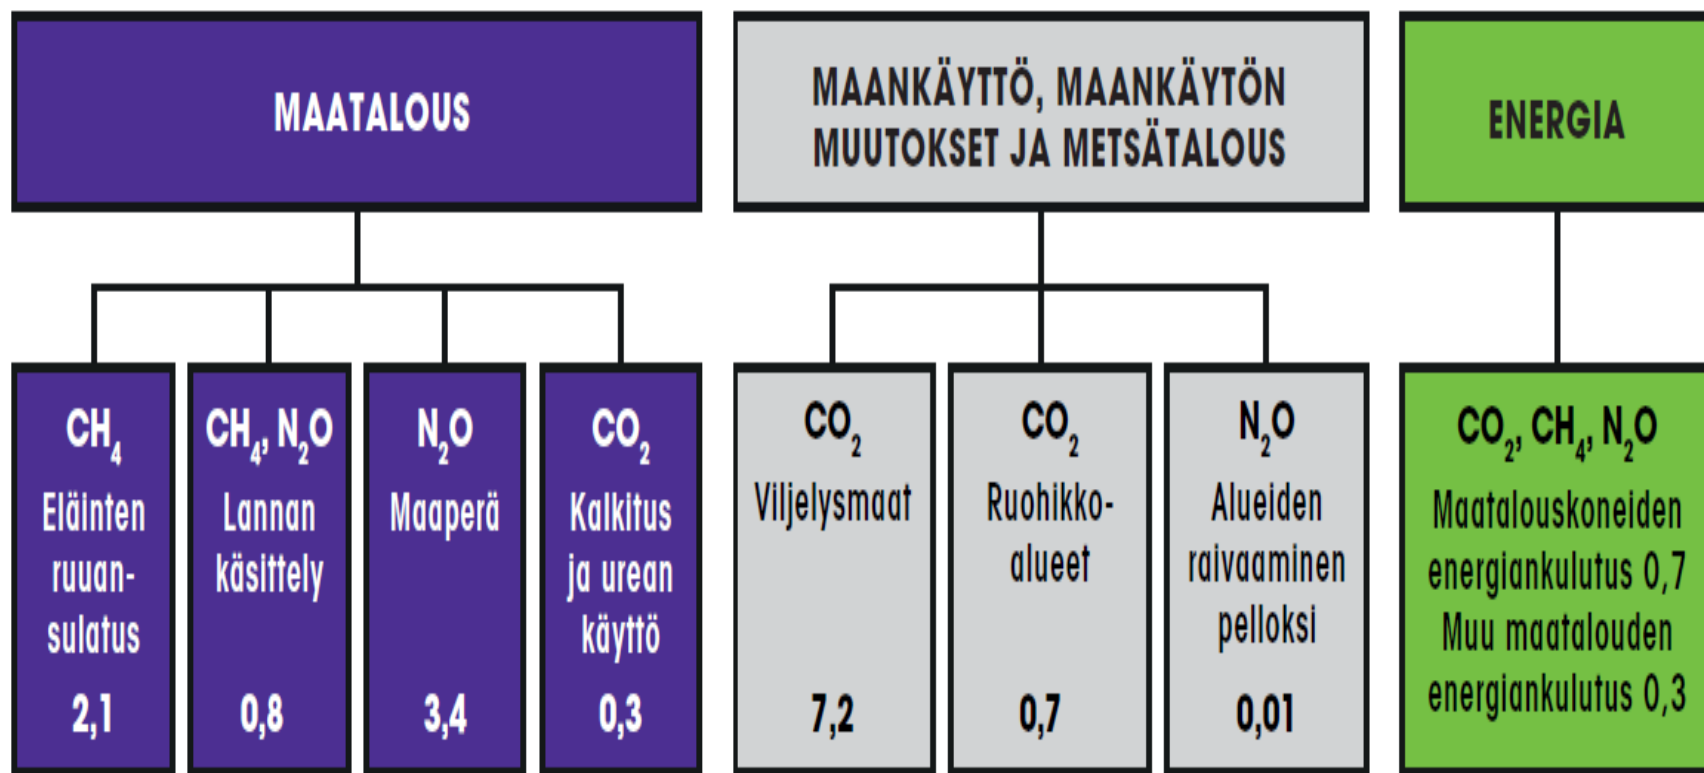 MAATALOUS
CH₄
Eläinten
ruuan-
sulatus
2,1
CH₄, N₂O
Lannan
käsittely
0,8
N₂O
Maaperä
3,4
CO₂
Kalkitus
ja urean
käyttö
0,3
MAANKÄYTTÖ, MAANKÄYTÖN
MUUTOKSET JA METSÄTALOUS
CO₂
Viljelysmaat
7,2
CO₂
Ruohikko-
alueet
0,7
N₂O
Alueiden
raivaaminen
pelloksi
0,01
ENERGIA
CO₂, CH₄, N₂O
Maatalouskoneiden
energiankulutus 0,7
Muu maatalouden
energiankulutus 0,3